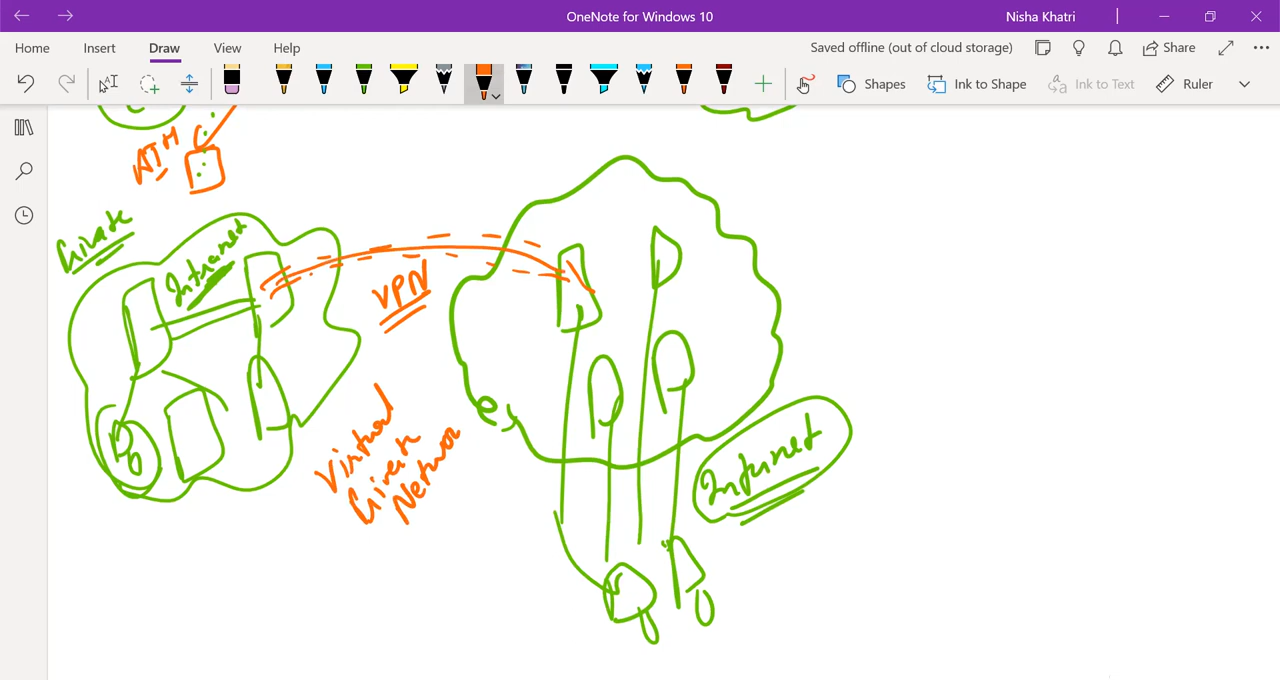 OneNote for Windows 10
Nisha Khatri
Home Insert Draw View Help
Saved offline (out of cloud storage)
Share
Shapes
Ink to Shape
Ink to Text
Ruler
ATM
Private
Intranet
VPN
Virtual
Private
Network
Internet